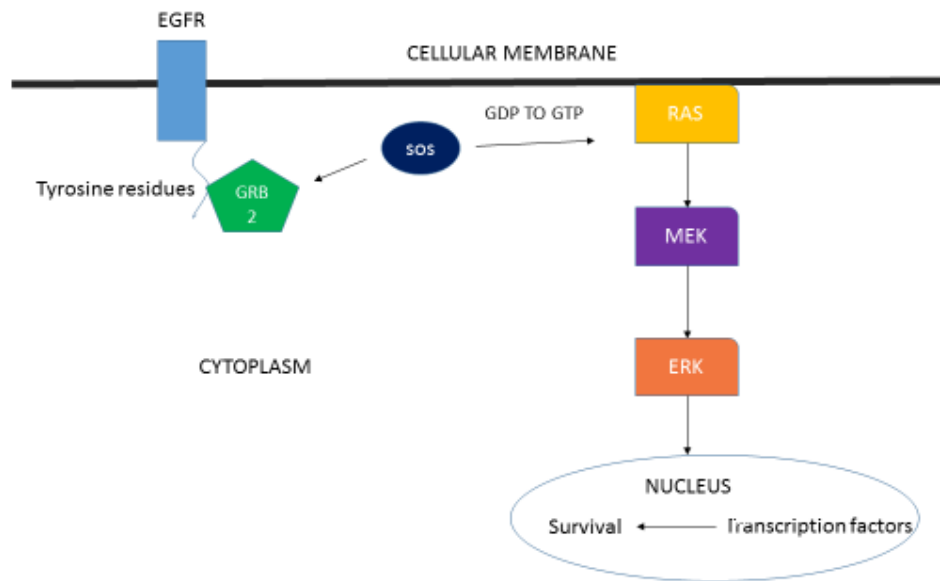 EGFR
CELLULAR MEMBRANE
GDP TO GTP
RAS
sos
Tyrosine residues
GRB
2
MEK
CYTOPLASM
ERK
NUCLEUS
Survival
Transcription factors